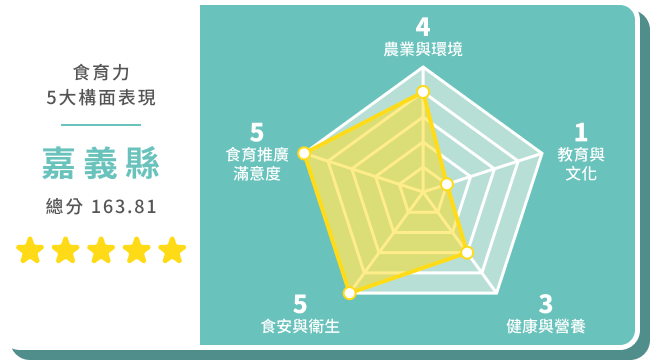 食育力
5大構面表現
嘉義縣
總分 163.81
4
農業與環境
1
教育與
文化
3
健康與營養
5
食安與衛生
5
食育推廣
滿意度